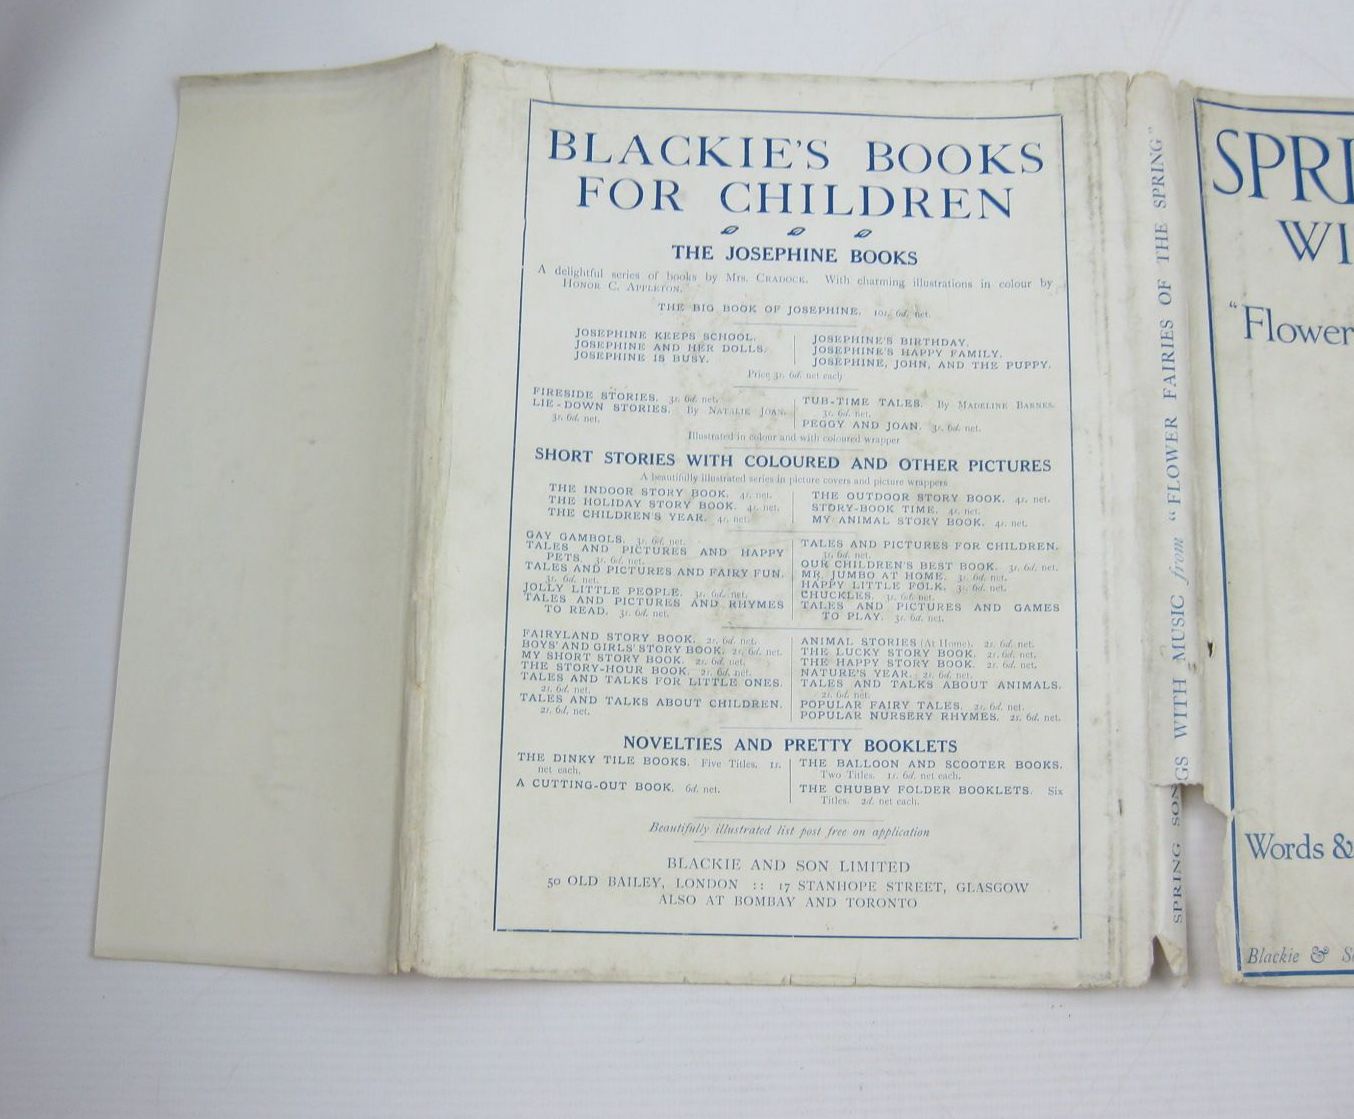 BLACKIE'S BOOKS
FOR CHILDREN
THE JOSEPHINE BOOKS
A delightful series of books by Mrs. CRADOCK. With charming illustrations in colour by
HONOR C. APPLETON.
THE BIG BOOK OF JOSEPHINE. 10s. 6d. net.
JOSEPHINE KEEPS SCHOOL.
JOSEPHINE AND HER DOLLS.
JOSEPHINE IS BUSY.
JOSEPHINE'S BIRTHDAY.
JOSEPHINE'S HAPPY FAMILY.
JOSEPHINE, JOHN, AND THE PUPPY.
Price 3s. 6d. net each
FIRESIDE STORIES. 3s. 6d. net.
LIE-DOWN STORIES. By NATALIE JOAN.
3s. 6d. net.
TUB-TIME TALES. By MADELINE BARNES.
3s. 6d. net.
PEGGY AND JOAN. 3s. 6d. net.
Illustrated in colour and with coloured wrapper
SHORT STORIES WITH COLOURED AND OTHER PICTURES
A beautifully illustrated series in picture covers and picture wrappers
THE INDOOR STORY BOOK. 4s. net.
THE HOLIDAY STORY BOOK. 4s. net.
THE CHILDREN'S YEAR. 4s. net.
THE OUTDOOR STORY BOOK. 4s. net.
STORY-BOOK TIME. 4s. net.
MY ANIMAL STORY BOOK. 4s. net.
GAY GAMBOLS. 3s. 6d. net.
TALES AND PICTURES AND HAPPY
PETS. 3s. 6d. net.
TALES AND PICTURES AND FAIRY FUN.
3s. 6d. net.
JOLLY LITTLE PEOPLE. 3s. 6d. net.
TALES AND PICTURES AND RHYMES
TO READ. 3s. 6d. net.
TALES AND PICTURES FOR CHILDREN.
3s. 6d. net.
OUR CHILDREN'S BEST BOOK. 3s. 6d. net.
MR. JUMBO AT HOME. 3s. 6d. net.
HAPPY LITTLE FOLK. 3s. 6d. net.
CHUCKLES. 3s. 6d. net.
TALES AND PICTURES AND GAMES
TO PLAY. 3s. 6d. net.
FAIRYLAND STORY BOOK. 2s. 6d. net.
BOYS' AND GIRLS' STORY BOOK. 2s. 6d. net.
MY SHORT STORY BOOK. 2s. 6d. net.
THE STORY-HOUR BOOK. 2s. 6d. net.
TALES AND TALKS FOR LITTLE ONES.
2s. 6d. net.
TALES AND TALKS ABOUT CHILDREN.
2s. 6d. net.
ANIMAL STORIES (At Home). 2s. 6d. net.
THE LUCKY STORY BOOK. 2s. 6d. net.
THE HAPPY STORY BOOK. 2s. 6d. net.
NATURE'S YEAR. 2s. 6d. net.
TALES AND TALKS ABOUT ANIMALS.
2s. 6d. net.
POPULAR FAIRY TALES. 2s. 6d. net.
POPULAR NURSERY RHYMES. 2s. 6d. net.
NOVELTIES AND PRETTY BOOKLETS
THE DINKY TILE BOOKS. Five Titles. 1s.
net each.
A CUTTING-OUT BOOK. 6d. net.
THE BALLOON AND SCOOTER BOOKS.
Two Titles. 1s. 6d. net each.
THE CHUBBY FOLDER BOOKLETS. Six
Titles. 2d. net each.
Beautifully illustrated list post free on application
BLACKIE AND SON LIMITED
50 OLD BAILEY, LONDON :: 17 STANHOPE STREET, GLASGOW
ALSO AT BOMBAY AND TORONTO
SPRING SONGS WITH MUSIC from "FLOWER FAIRIES OF THE SPRING"
SPRI
WI
"Flower
Words &
Blackie & S